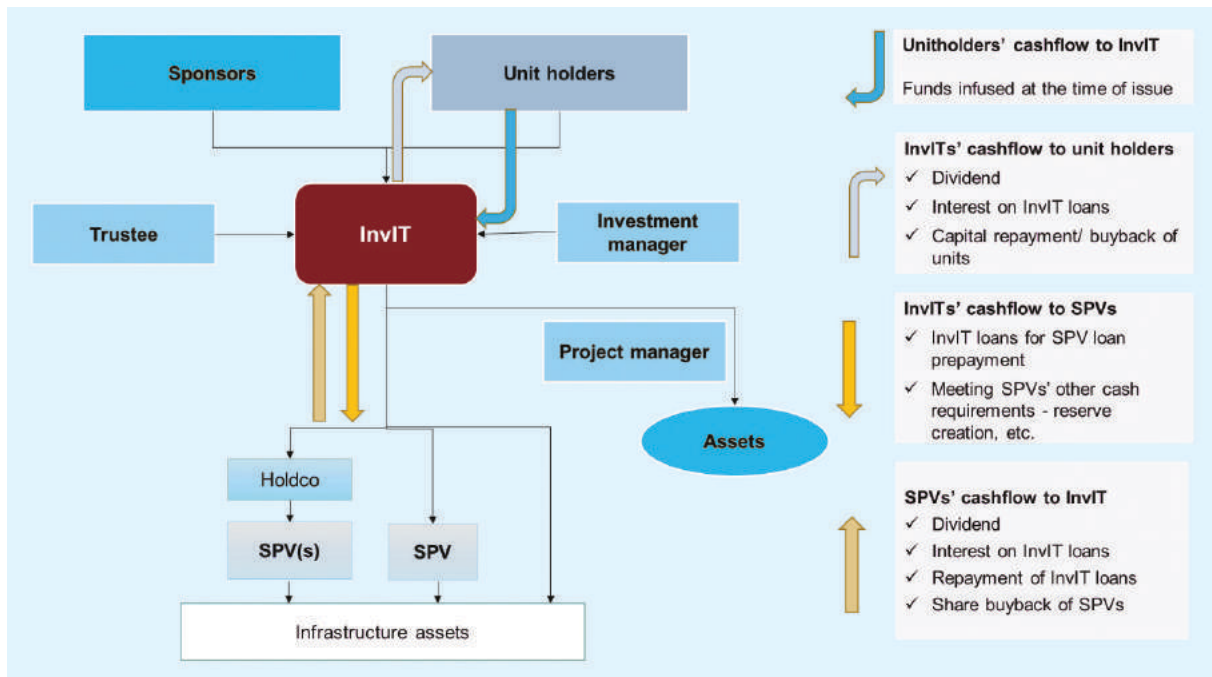 Sponsors
Unit holders
Trustee
InvIT
Investment
manager
Project manager
Assets
Holdco
SPV(s)
SPV
Infrastructure assets
Unitholders' cashflow to InvIT
Funds infused at the time of issue
InvITs' cashflow to unit holders
✓ Dividend
✓ Interest on InvIT loans
✓ Capital repayment/ buyback of
units
InvITs' cashflow to SPVs
✓ InvIT loans for SPV loan
prepayment
✓ Meeting SPVs' other cash
requirements - reserve
creation, etc.
SPVs' cashflow to InvIT
✓ Dividend
✓ Interest on InvIT loans
✓ Repayment of InvIT loans
✓ Share buyback of SPVs